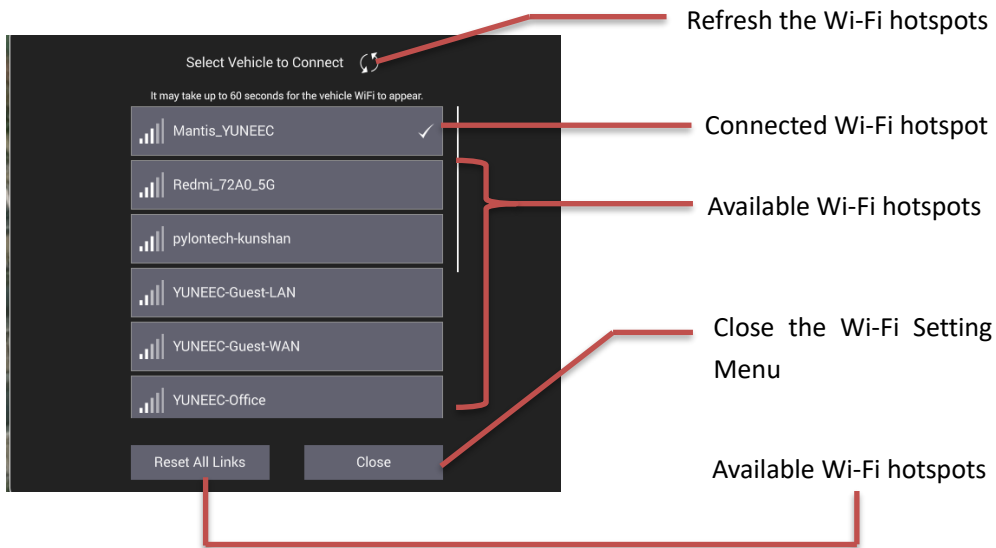 Refresh the Wi-Fi hotspots
Select Vehicle to Connect
It may take up to 60 seconds for the vehicle WiFi to appear.
Mantis_YUNEEC
Connected Wi-Fi hotspot
Redmi_72A0_5G
Available Wi-Fi hotspots
pylontech-kunshan
YUNEEC-Guest-LAN
YUNEEC-Guest-WAN
Close the Wi-Fi Setting
Menu
YUNEEC-Office
Reset All Links
Close
Available Wi-Fi hotspots